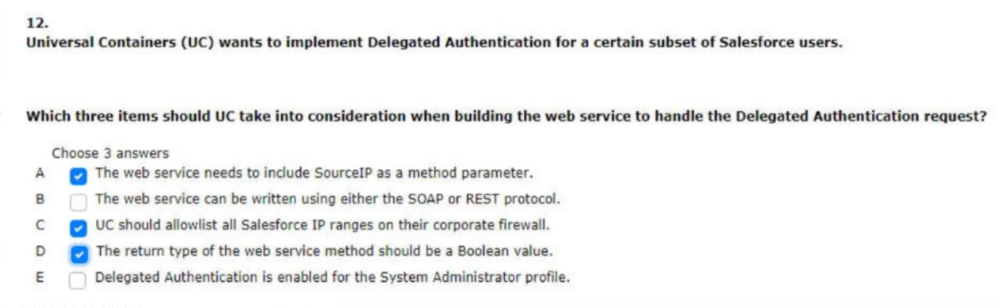 12.
Universal Containers (UC) wants to implement Delegated Authentication for a certain subset of Salesforce users.
Which three items should UC take into consideration when building the web service to handle the Delegated Authentication request?
Choose 3 answers
A The web service needs to include SourceIP as a method parameter.
B The web service can be written using either the SOAP or REST protocol.
C UC should allowlist all Salesforce IP ranges on their corporate firewall.
D The return type of the web service method should be a Boolean value.
E Delegated Authentication is enabled for the System Administrator profile.